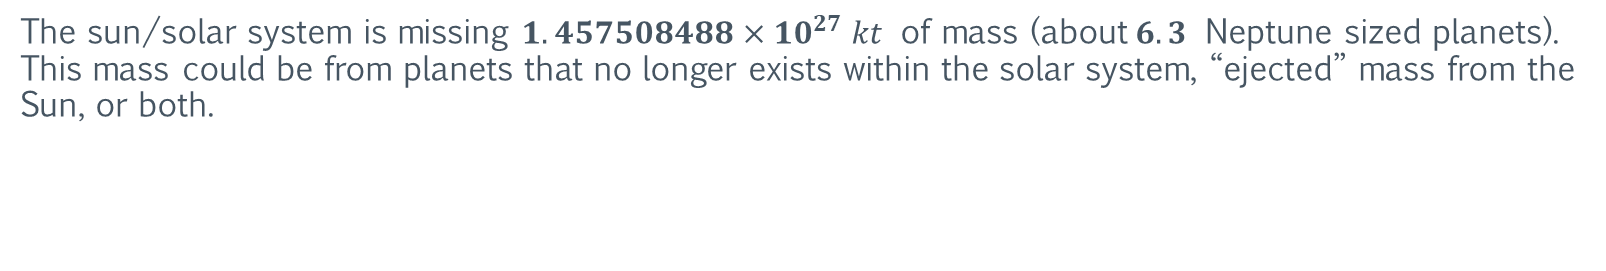 The sun/solar system is missing 1.457508488 × 10²⁷ kt of mass (about 6.3 Neptune sized planets).
This mass could be from planets that no longer exists within the solar system, “ejected” mass from the
Sun, or both.